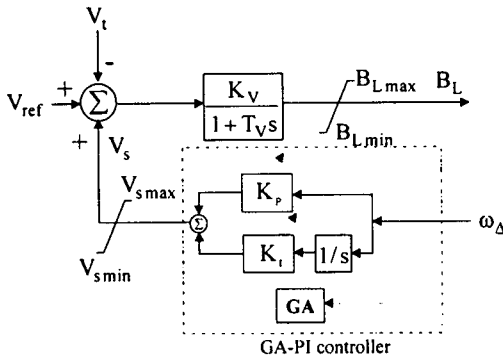 V_t
-
V_ref
+
Σ
+
V_s
K_V
1 + T_V s
B_L max
B_L
B_L min
V_s max
V_s min
K_P
Σ
K_t
1/s
ω_Δ
GA
GA-PI controller